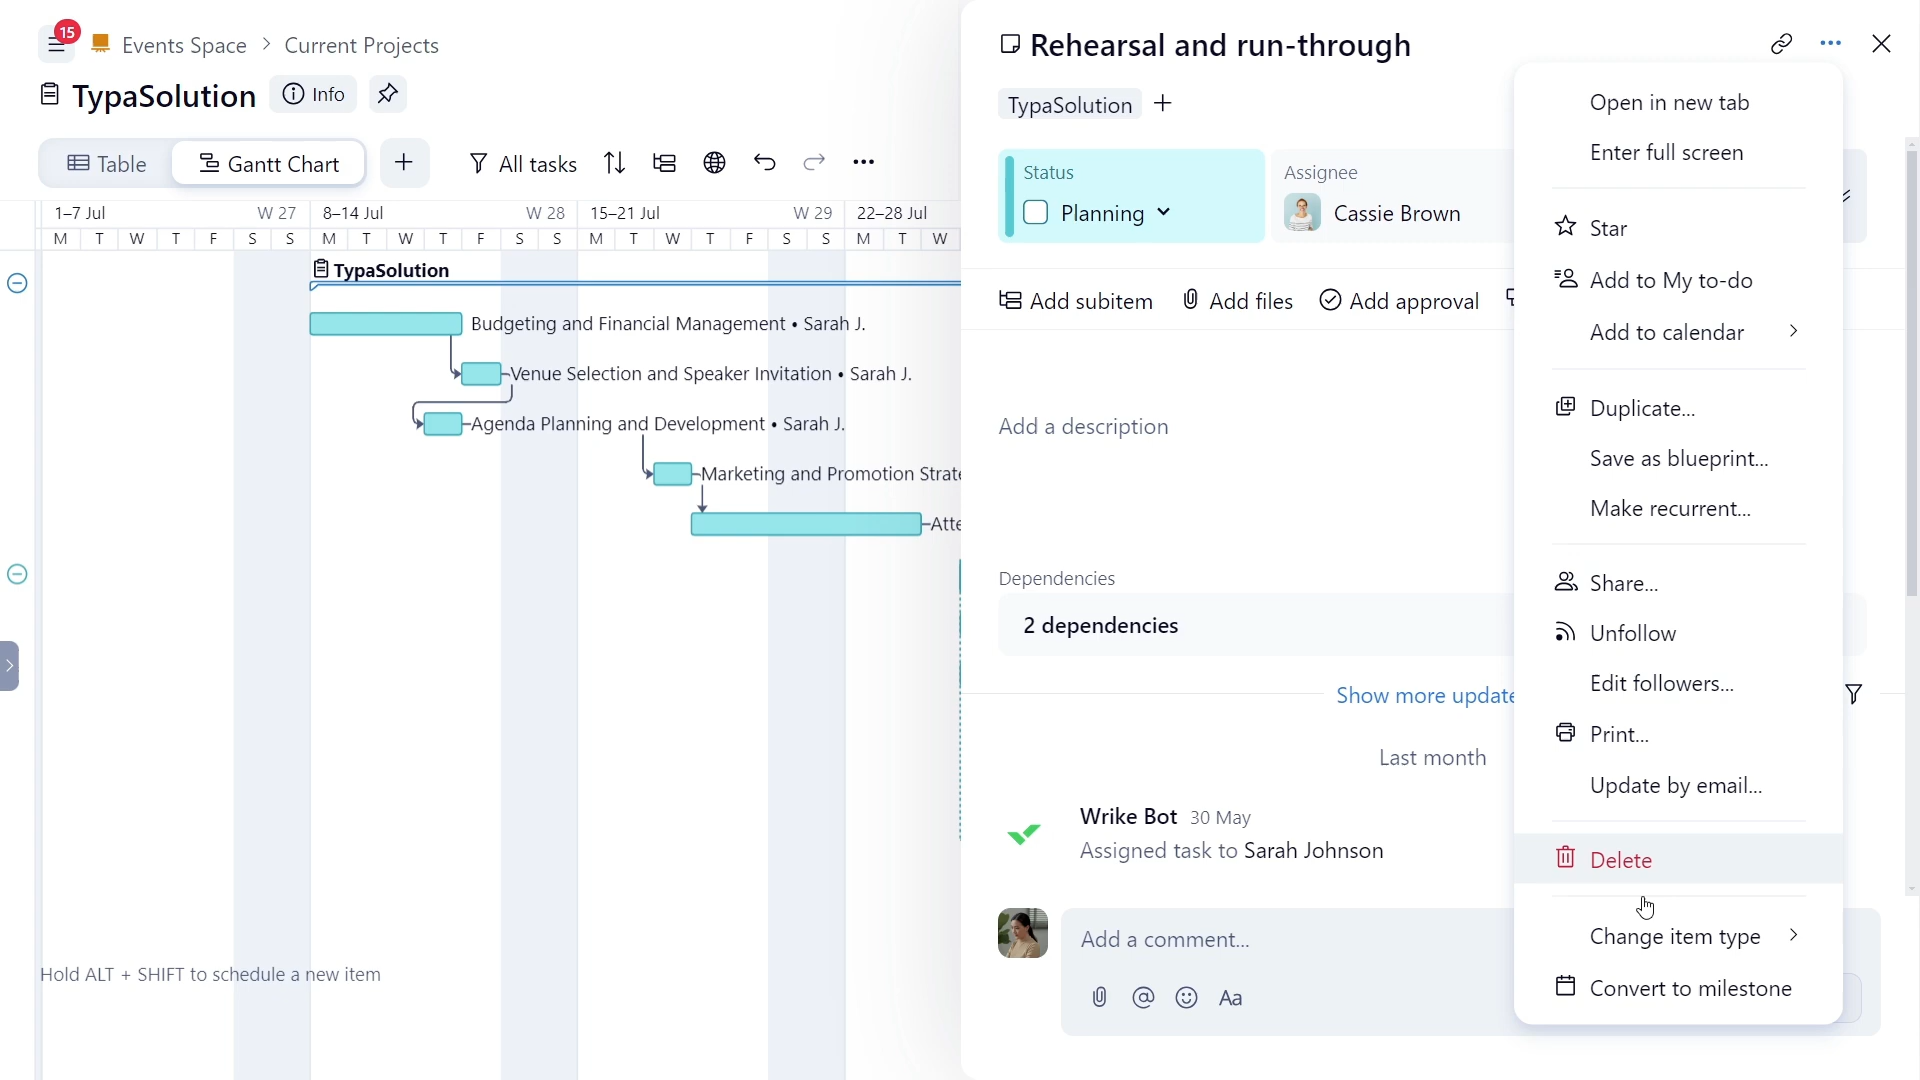 15
Events Space > Current Projects
TypaSolution Info
Table Gantt Chart + All tasks
1–7 Jul W 27 8–14 Jul W 28 15–21 Jul W 29 22–28 Jul
M T W T F S S M T W T F S S M T W T F S S M T W
TypaSolution
Budgeting and Financial Management • Sarah J.
Venue Selection and Speaker Invitation • Sarah J.
Agenda Planning and Development • Sarah J.
Marketing and Promotion Strate
Atte
Hold ALT + SHIFT to schedule a new item
Rehearsal and run-through
TypaSolution +
Status
Planning
Assignee
Cassie Brown
Add subitem Add files Add approval
Add a description
Dependencies
2 dependencies
Show more update
Last month
Wrike Bot 30 May
Assigned task to Sarah Johnson
Add a comment...
@ Aa
Open in new tab
Enter full screen
Star
Add to My to-do
Add to calendar
Duplicate...
Save as blueprint...
Make recurrent...
Share...
Unfollow
Edit followers...
Print...
Update by email...
Delete
Change item type
Convert to milestone